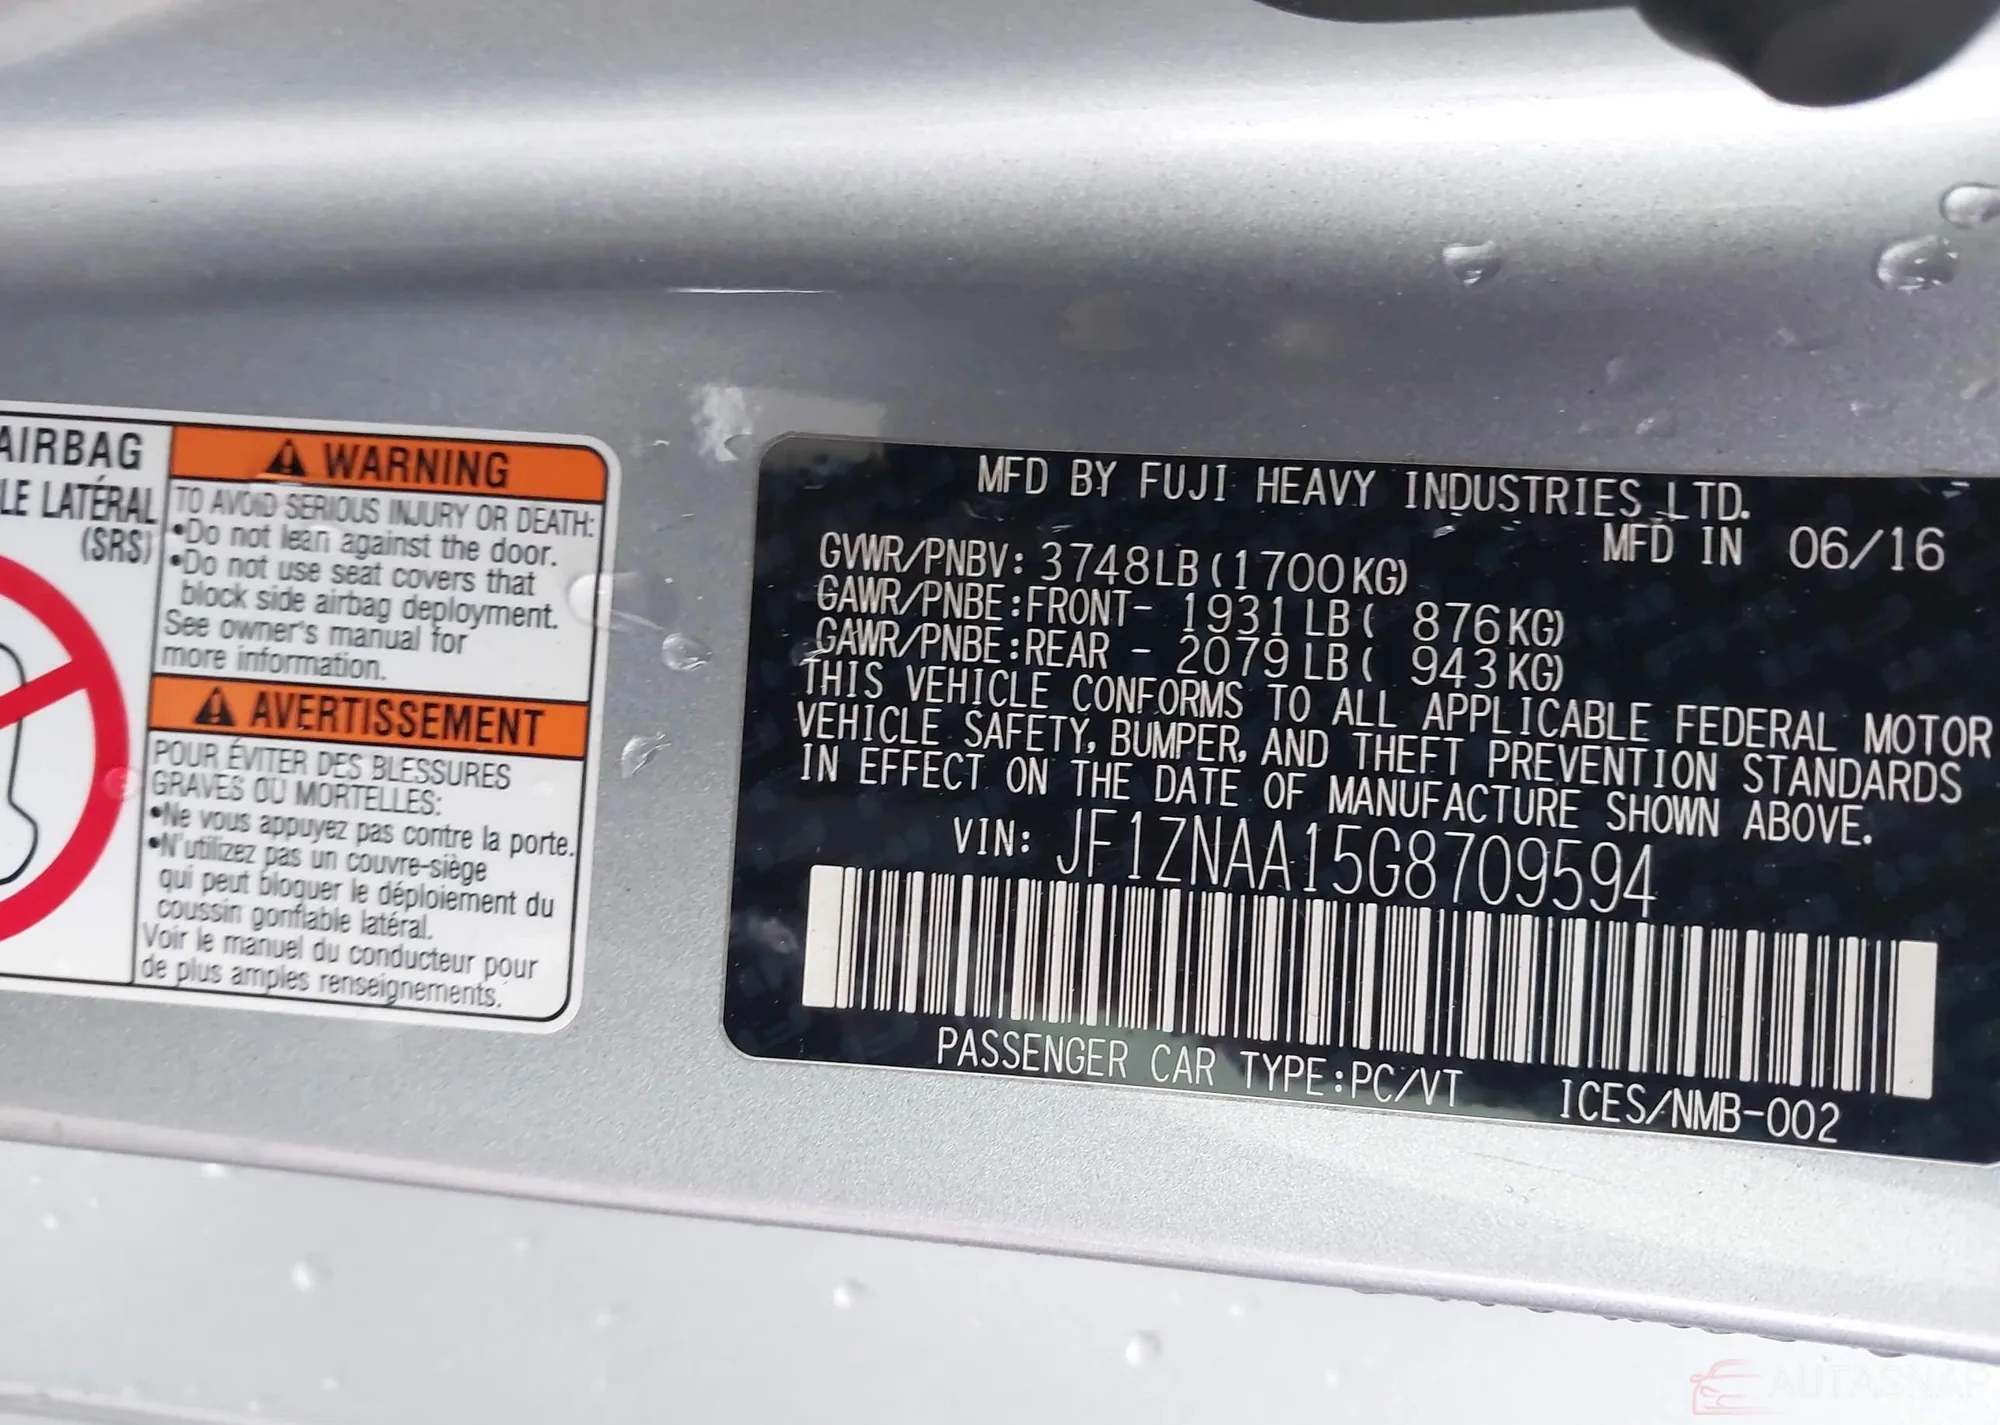 AIRBAG
LE LATÉRAL
(SRS)
WARNING
TO AVOID SERIOUS INJURY OR DEATH:
•Do not lean against the door.
•Do not use seat covers that
block side airbag deployment.
See owner's manual for
more information.
AVERTISSEMENT
POUR ÉVITER DES BLESSURES
GRAVES OU MORTELLES:
•Ne vous appuyez pas contre la porte.
•N'utilizez pas un couvre-siège
qui peut bloquer le déploiement du
coussin gonflable latéral.
Voir le manuel du conducteur pour
de plus amples renseignements.
MFD BY FUJI HEAVY INDUSTRIES LTD.
MFD IN 06/16
GVWR/PNBV: 3748LB(1700KG)
GAWR/PNBE:FRONT- 1931LB( 876KG)
GAWR/PNBE:REAR - 2079LB( 943KG)
THIS VEHICLE CONFORMS TO ALL APPLICABLE FEDERAL MOTOR
VEHICLE SAFETY, BUMPER, AND THEFT PREVENTION STANDARDS
IN EFFECT ON THE DATE OF MANUFACTURE SHOWN ABOVE.
VIN: JF1ZNAA15G8709594
PASSENGER CAR TYPE:PC/VT
ICES/NMB-002
AUTASNAP